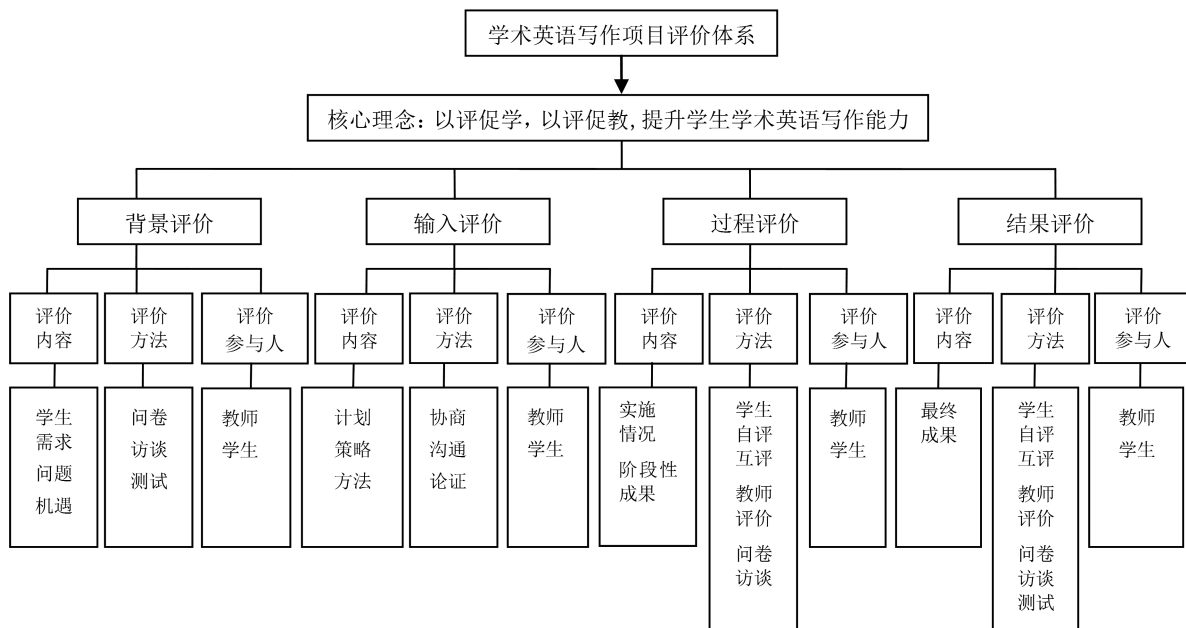 学术英语写作项目评价体系
核心理念：以评促学，以评促教,提升学生学术英语写作能力
背景评价
输入评价
过程评价
结果评价
评价
内容
评价
方法
评价
参与人
评价
内容
评价
方法
评价
参与人
评价
内容
评价
方法
评价
参与人
评价
内容
评价
方法
评价
参与人
学生
需求
问题
机遇
问卷
访谈
测试
教师
学生
计划
策略
方法
协商
沟通
论证
教师
学生
实施
情况
阶段性
成果
学生
自评
互评
教师
评价
问卷
访谈
教师
学生
最终
成果
学生
自评
互评
教师
评价
问卷
访谈
测试
教师
学生